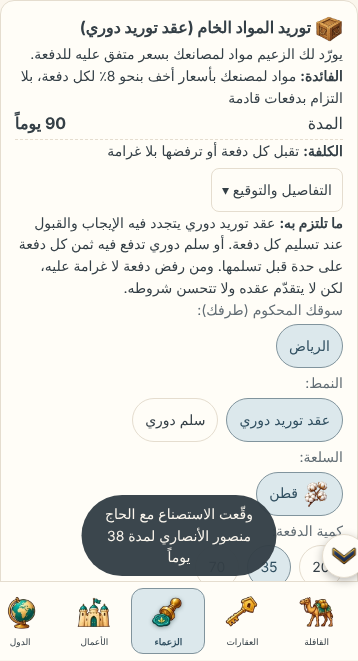 توريد المواد الخام (عقد توريد دوري)
يورّد لك الزعيم مواد لمصانعك بسعر متفق عليه للدفعة.
الفائدة: مواد لمصنعك بأسعار أخف بنحو 8٪ لكل دفعة، بلا
التزام بدفعات قادمة
المدة 90 يوماً
الكلفة: تقبل كل دفعة أو ترفضها بلا غرامة
التفاصيل والتوقيع ▾
ما تلتزم به: عقد توريد دوري يتجدد فيه الإيجاب والقبول
عند تسليم كل دفعة. أو سلم دوري تدفع فيه ثمن كل دفعة
على حدة قبل تسلمها. ومن رفض دفعة لا غرامة عليه،
لكن لا يتقدّم عقده ولا تتحسن شروطه.
سوقك المحكوم (طرفك):
الرياض
النمط:
عقد توريد دوري سلم دوري
السلعة:
قطن
كمية الدفعة
20 35 70
وقّعت الاستصناع مع الحاج
منصور الأنصاري لمدة 38
يوماً
القافلة العقارات الزعماء الأعمال الدول